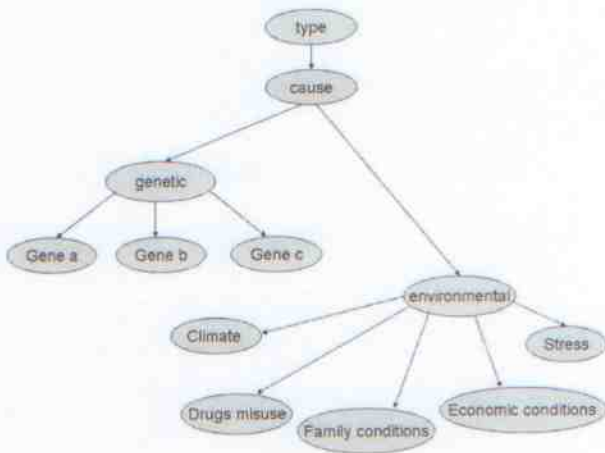 type
cause
genetic
Gene a
Gene b
Gene c
environmental
Climate
Stress
Drugs misuse
Family conditions
Economic conditions